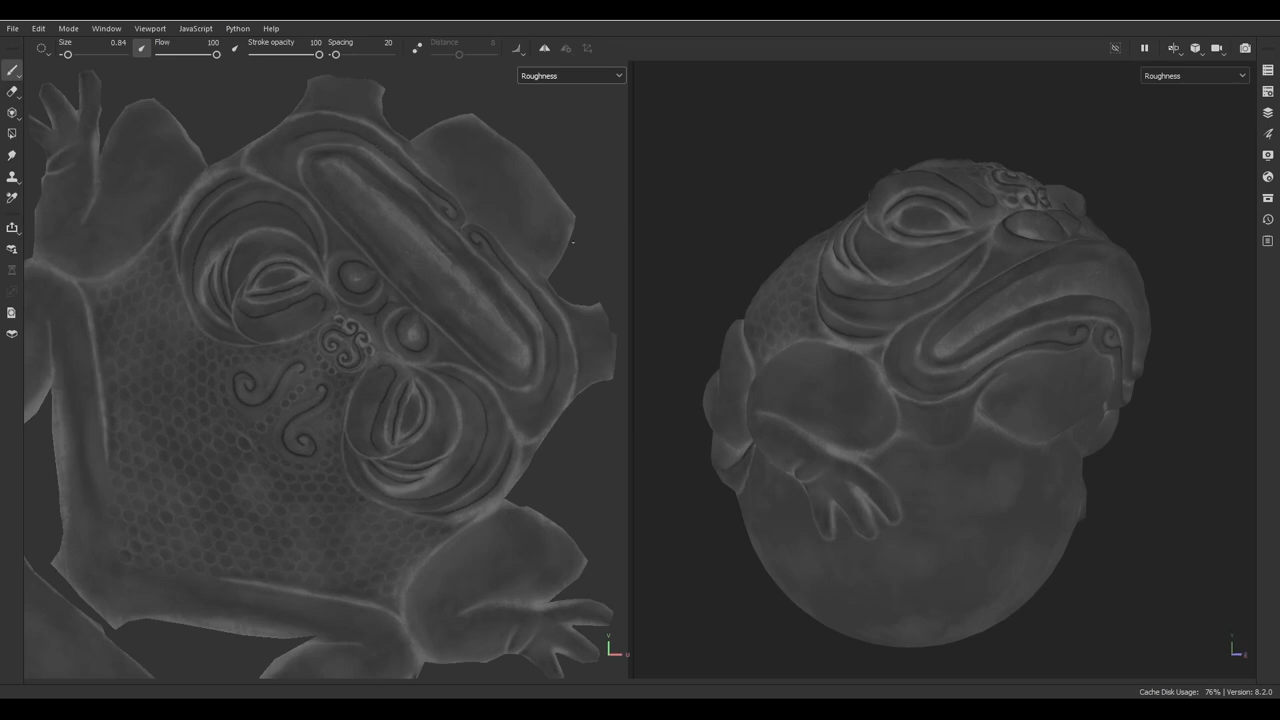 File Edit Mode Window Viewport JavaScript Python Help
Size 0.84 Flow 100 Stroke opacity 100 Spacing 20 Distance 8
Roughness Roughness
Cache Disk Usage: 76% | Version: 8.2.0